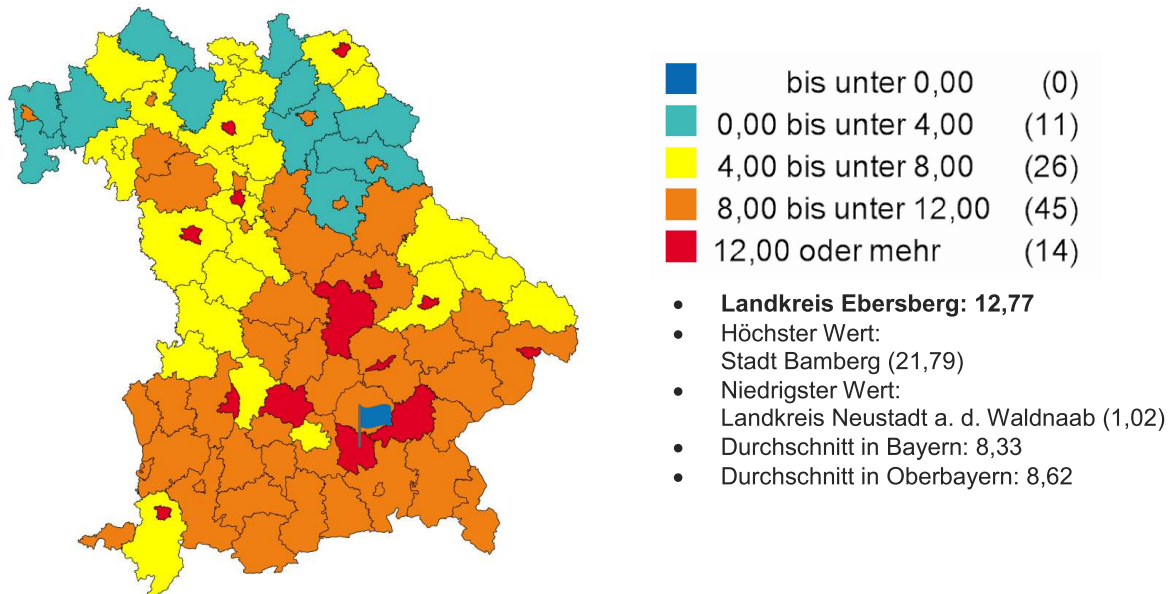 bis unter 0,00 (0)
0,00 bis unter 4,00 (11)
4,00 bis unter 8,00 (26)
8,00 bis unter 12,00 (45)
12,00 oder mehr (14)
• Landkreis Ebersberg: 12,77
• Höchster Wert:
Stadt Bamberg (21,79)
• Niedrigster Wert:
Landkreis Neustadt a. d. Waldnaab (1,02)
• Durchschnitt in Bayern: 8,33
• Durchschnitt in Oberbayern: 8,62